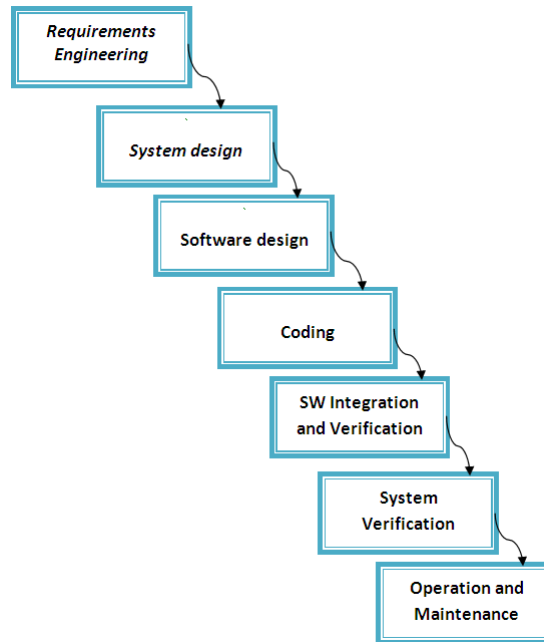 Requirements
Engineering
System design
Software design
Coding
SW Integration
and Verification
System
Verification
Operation and
Maintenance